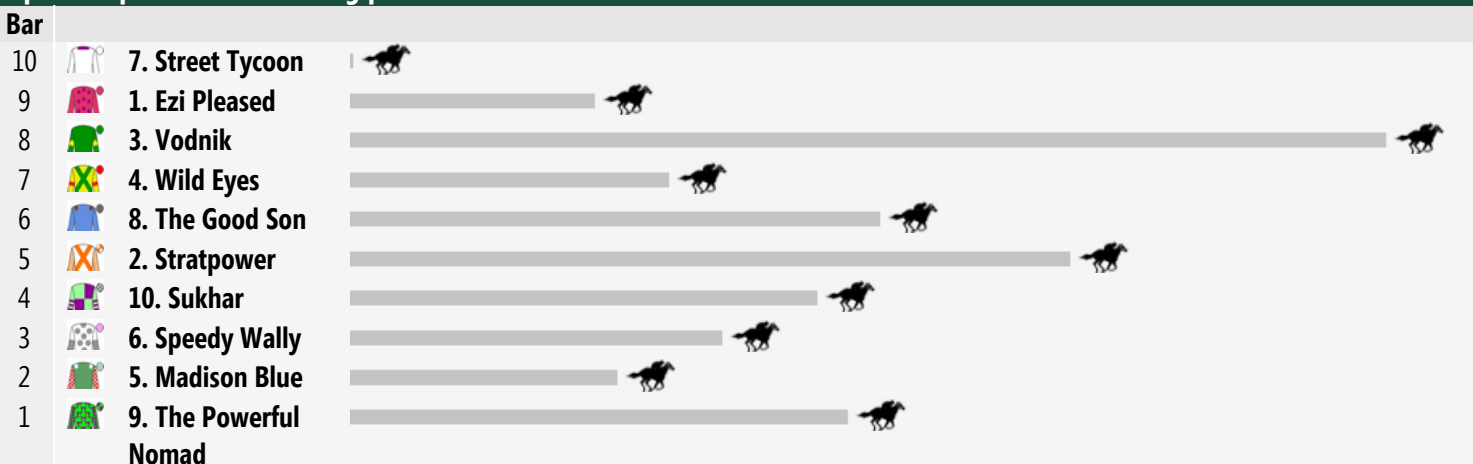 Bar
10 7. Street Tycoon
9 1. Ezi Pleased
8 3. Vodnik
7 4. Wild Eyes
6 8. The Good Son
5 2. Stratpower
4 10. Sukhar
3 6. Speedy Wally
2 5. Madison Blue
1 9. The Powerful
Nomad